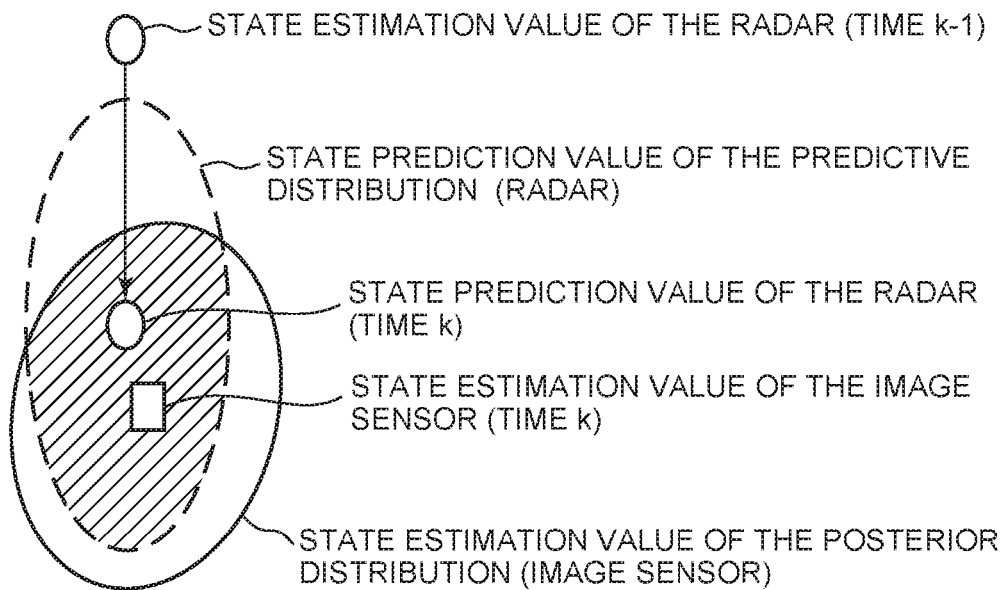 STATE ESTIMATION VALUE OF THE RADAR (TIME k-1)
STATE PREDICTION VALUE OF THE PREDICTIVE
DISTRIBUTION (RADAR)
STATE PREDICTION VALUE OF THE RADAR
(TIME k)
STATE ESTIMATION VALUE OF THE IMAGE
SENSOR (TIME k)
STATE ESTIMATION VALUE OF THE POSTERIOR
DISTRIBUTION (IMAGE SENSOR)